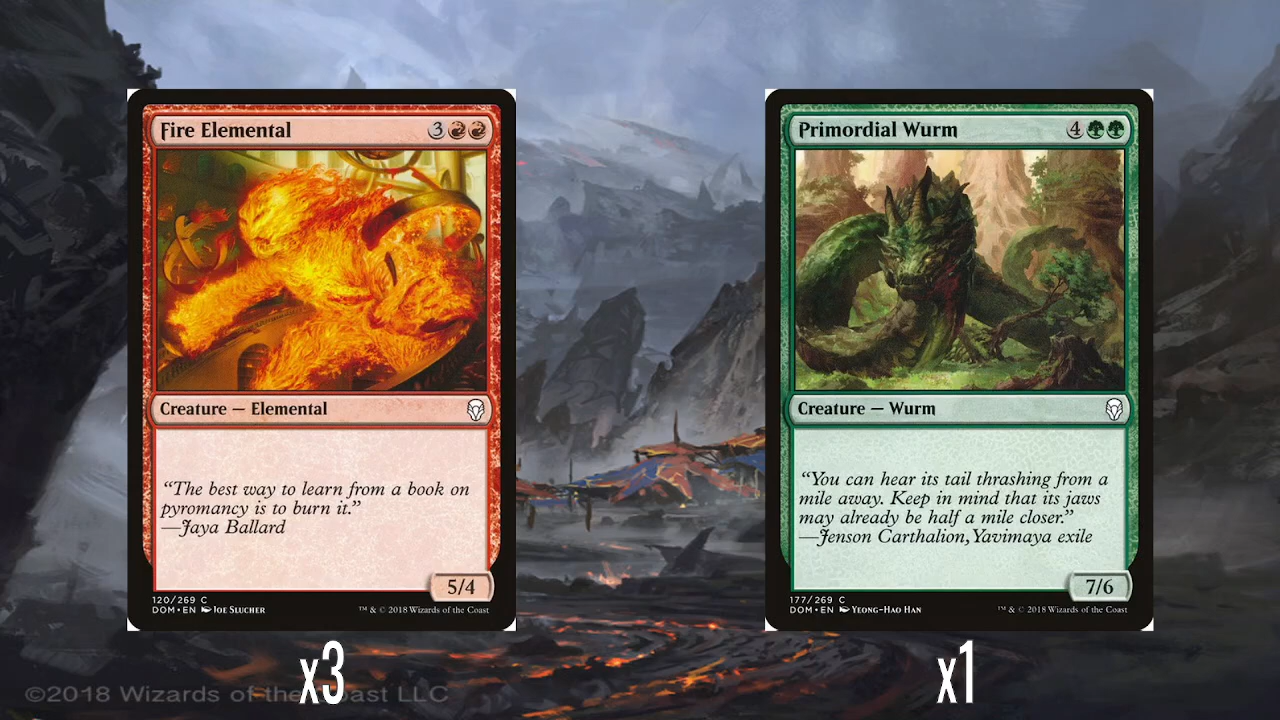 Fire Elemental 3
Creature — Elemental
“The best way to learn from a book on
pyromancy is to burn it.”
—Jaya Ballard
5/4
120/269 C
DOM • EN Joe Slucher
™ & © 2018 Wizards of the Coast
x3
Primordial Wurm 4
Creature — Wurm
“You can hear its tail thrashing from a
mile away. Keep in mind that its jaws
may already be half a mile closer.”
—Jenson Carthalion, Yavimaya exile
7/6
177/269 C
DOM • EN Yeong-Hao Han
™ & © 2018 Wizards of the Coast
x1
©2018 Wizards of the Coast LLC